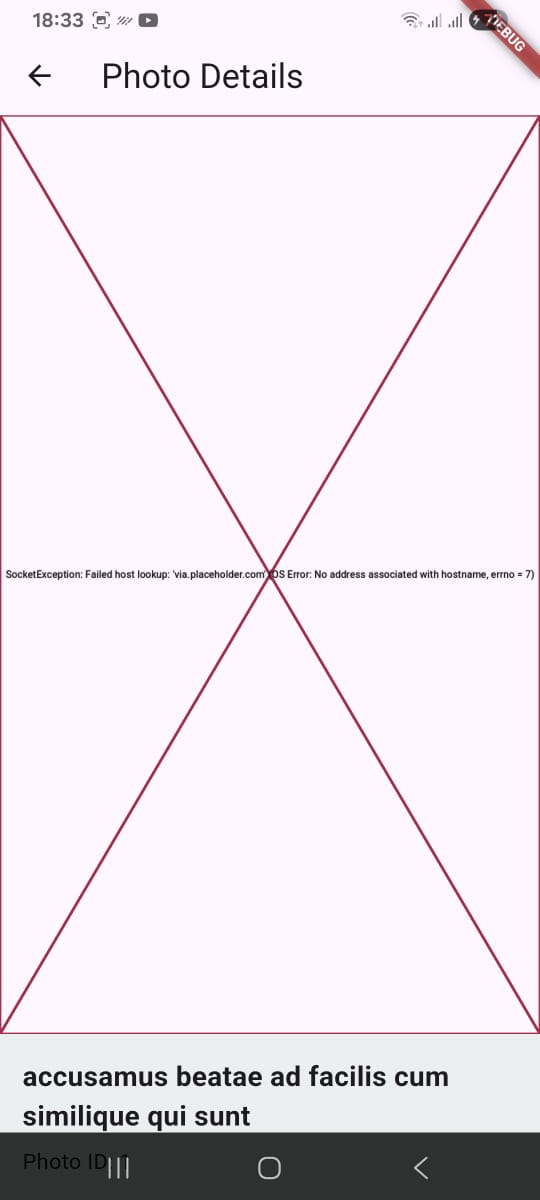 18:33
DEBUG
Photo Details
SocketException: Failed host lookup: 'via.placeholder.com' (OS Error: No address associated with hostname, errno = 7)
accusamus beatae ad facilis cum
similique qui sunt
Photo ID: 1